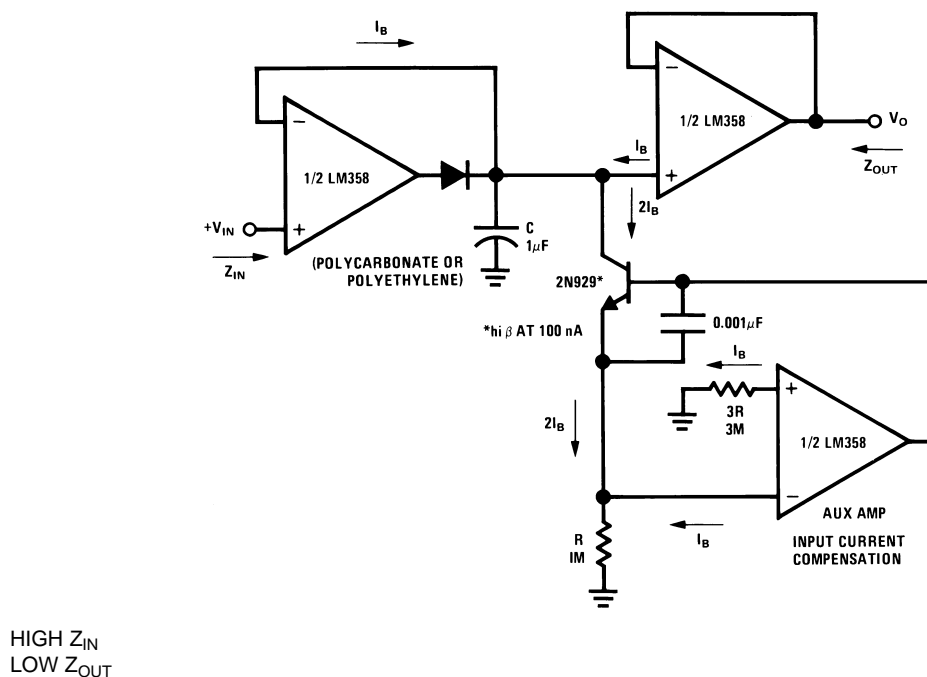 I_B
−
1/2 LM358
+
+V_IN
Z_IN
C
1μF
(POLYCARBONATE OR
POLYETHYLENE)
−
1/2 LM358
+
I_B
V_O
Z_OUT
2I_B
2N929*
*hi β AT 100 nA
0.001μF
I_B
3R
3M
+
1/2 LM358
−
2I_B
I_B
R
1M
AUX AMP
INPUT CURRENT
COMPENSATION
HIGH Z_IN
LOW Z_OUT